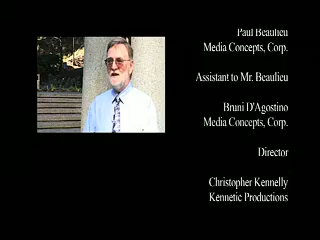 Paul Beaulieu
Media Concepts, Corp.
Assistant to Mr. Beaulieu
Bruni D'Agostino
Media Concepts, Corp.
Director
Christopher Kennelly
Kennetic Productions